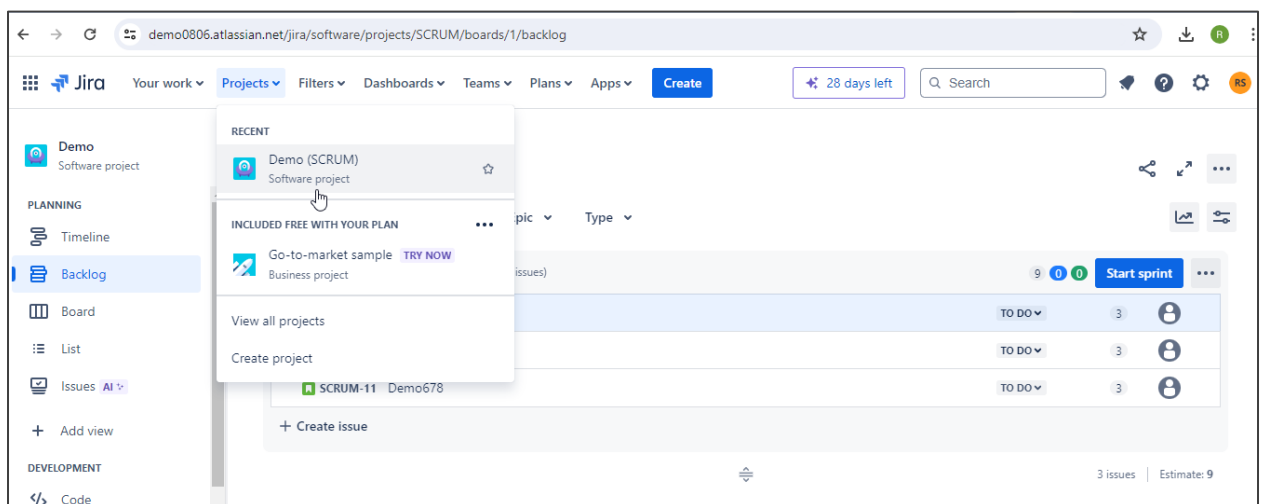 demo0806.atlassian.net/jira/software/projects/SCRUM/boards/1/backlog
R
Jira Your work Projects Filters Dashboards Teams Plans Apps Create 28 days left Search RS
Demo
Software project
PLANNING
Timeline
Backlog
Board
List
Issues AI
+ Add view
DEVELOPMENT
Code
RECENT
Demo (SCRUM)
Software project
INCLUDED FREE WITH YOUR PLAN
Go-to-market sample TRY NOW
Business project
View all projects
Create project
Type
issues) 9 0 0 Start sprint
TO DO 3
TO DO 3
SCRUM-11 Demo678 TO DO 3
+ Create issue
3 issues Estimate: 9